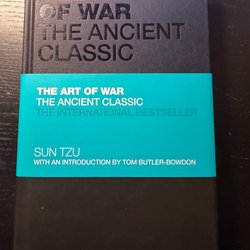 OF WAR
THE ANCIENT
CLASSIC
THE ART OF WAR
THE ANCIENT CLASSIC
THE INTERNATIONAL BESTSELLER
SUN TZU
WITH AN INTRODUCTION BY TOM BUTLER-BOWDON